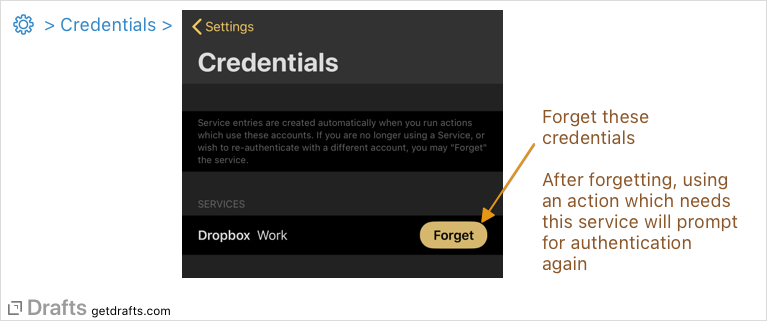 > Credentials >
Settings
Credentials
Service entries are created automatically when you run actions
which use these accounts. If you are no longer using a Service, or
wish to re-authenticate with a different account, you may "Forget"
the service.
SERVICES
Dropbox Work
Forget
Forget these
credentials
After forgetting, using
an action which needs
this service will prompt
for authentication
again
Drafts getdrafts.com